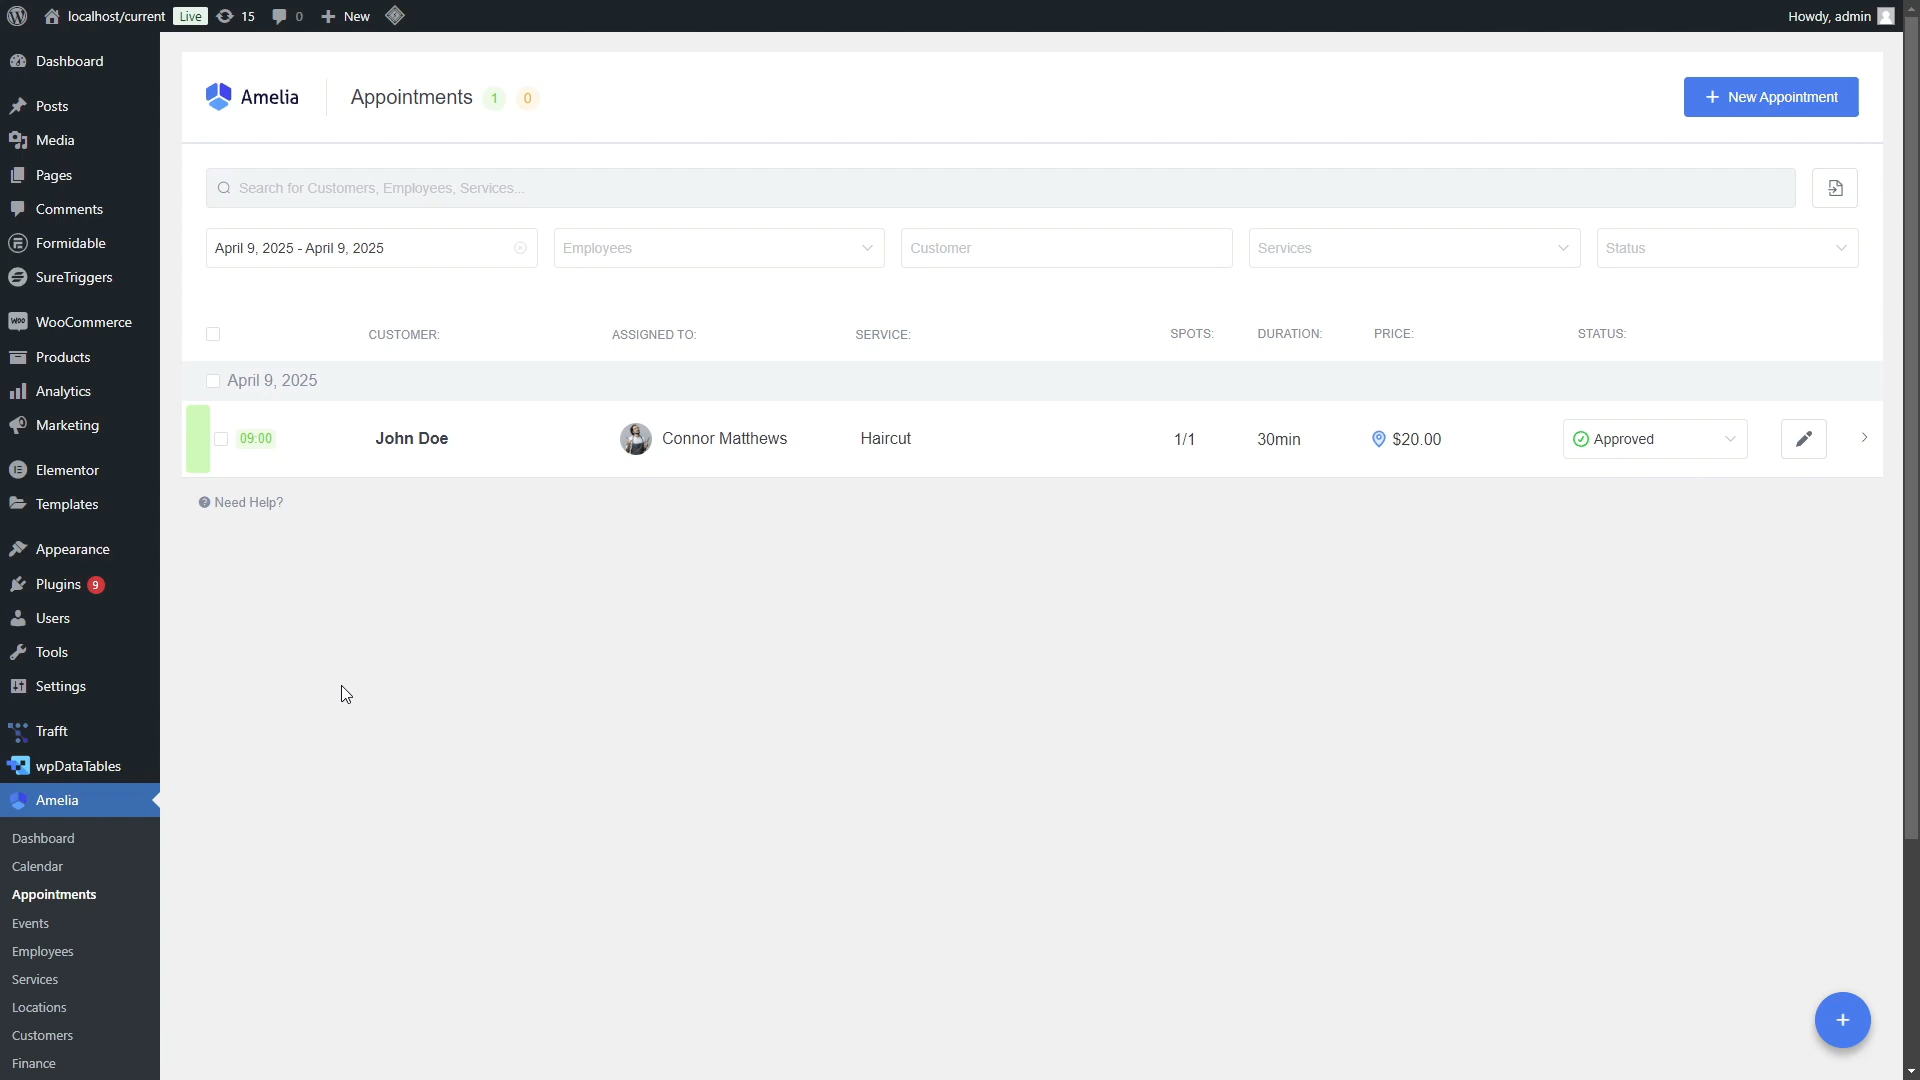 localhost/current Live 15 0 New Howdy, admin
Dashboard
Posts
Media
Pages
Comments
Formidable
SureTriggers
WooCommerce
Products
Analytics
Marketing
Elementor
Templates
Appearance
Plugins 9
Users
Tools
Settings
Trafft
wpDataTables
Amelia
Dashboard
Calendar
Appointments
Events
Employees
Services
Locations
Customers
Finance
Amelia Appointments 1 0 + New Appointment
Search for Customers, Employees, Services...
April 9, 2025 - April 9, 2025 Employees Customer Services Status
CUSTOMER: ASSIGNED TO: SERVICE: SPOTS: DURATION: PRICE: STATUS:
April 9, 2025
09:00 John Doe Connor Matthews Haircut 1/1 30min $20.00 Approved
? Need Help?
+